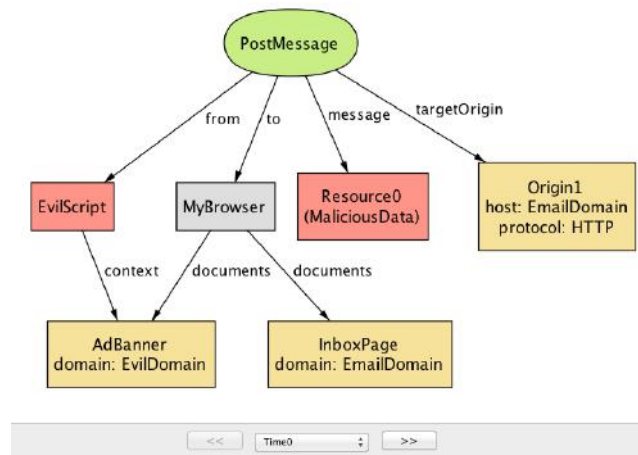 PostMessage
from
to
message
targetOrigin
EvilScript
MyBrowser
Resource0
(MaliciousData)
Origin1
host: EmailDomain
protocol: HTTP
context
documents
documents
AdBanner
domain: EvilDomain
InboxPage
domain: EmailDomain
<<
Time0
>>